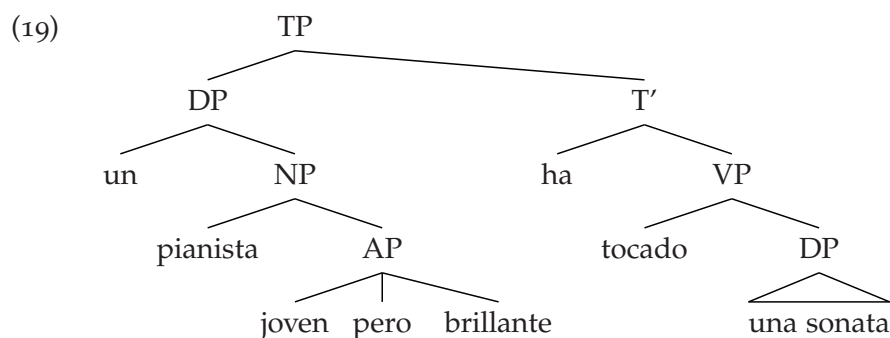 (19) TP
DP T′
un NP ha VP
pianista AP tocado DP
joven pero brillante una sonata